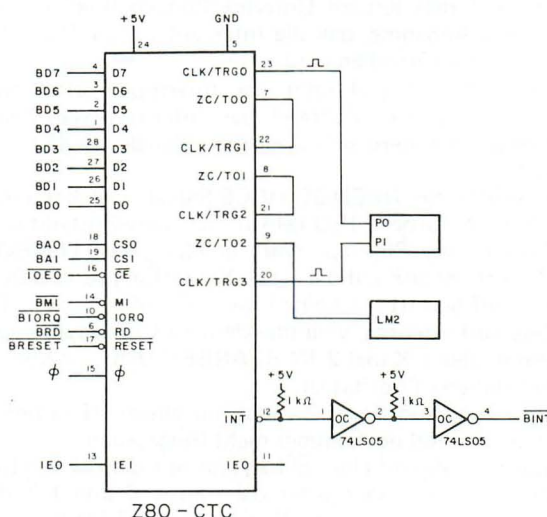 +5V GND
24 5
BD7 4 D7
BD6 3 D6
BD5 2 D5
BD4 1 D4
BD3 28 D3
BD2 27 D2
BD1 26 D1
BD0 25 D0
BA0 18 CS0
BA1 19 CS1
IOE0 16 CE
BM1 14 M1
BIORQ 10 IORQ
BRD 6 RD
BRESET 17 RESET
ϕ 15 ϕ
IE0 13 IE1
CLK/TRG0 23
ZC/TO0 7
CLK/TRG1 22
ZC/TO1 8
CLK/TRG2 21
ZC/TO2 9
CLK/TRG3 20
P0
P1
LM2
+5V +5V
1kΩ 1kΩ
INT 12 1 OC 2 3 OC 4 BINT
74LS05 74LS05
IE0 11
Z80-CTC